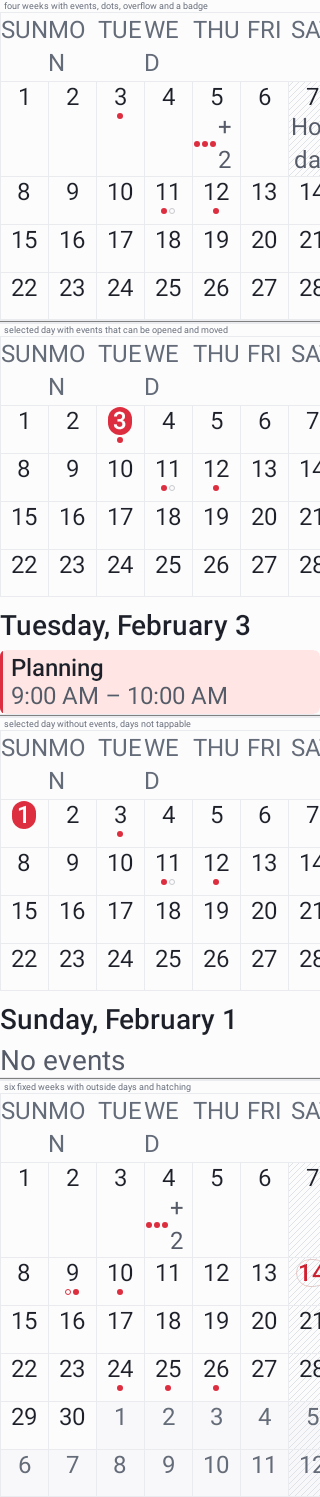 four weeks with events, dots, overflow and a badge
SUN MO TUE WE THU FRI SA
N D
1 2 3 4 5 6 7
+ Ho
2 da
8 9 10 11 12 13 14
15 16 17 18 19 20 21
22 23 24 25 26 27 28
selected day with events that can be opened and moved
SUN MO TUE WE THU FRI SA
N D
1 2 3 4 5 6 7
8 9 10 11 12 13 14
15 16 17 18 19 20 21
22 23 24 25 26 27 28
Tuesday, February 3
Planning
9:00 AM – 10:00 AM
selected day without events, days not tappable
SUN MO TUE WE THU FRI SA
N D
1 2 3 4 5 6 7
8 9 10 11 12 13 14
15 16 17 18 19 20 21
22 23 24 25 26 27 28
Sunday, February 1
No events
six fixed weeks with outside days and hatching
SUN MO TUE WE THU FRI SA
N D
1 2 3 4 5 6 7
+
2
8 9 10 11 12 13 14
15 16 17 18 19 20 21
22 23 24 25 26 27 28
29 30 1 2 3 4 5
6 7 8 9 10 11 12